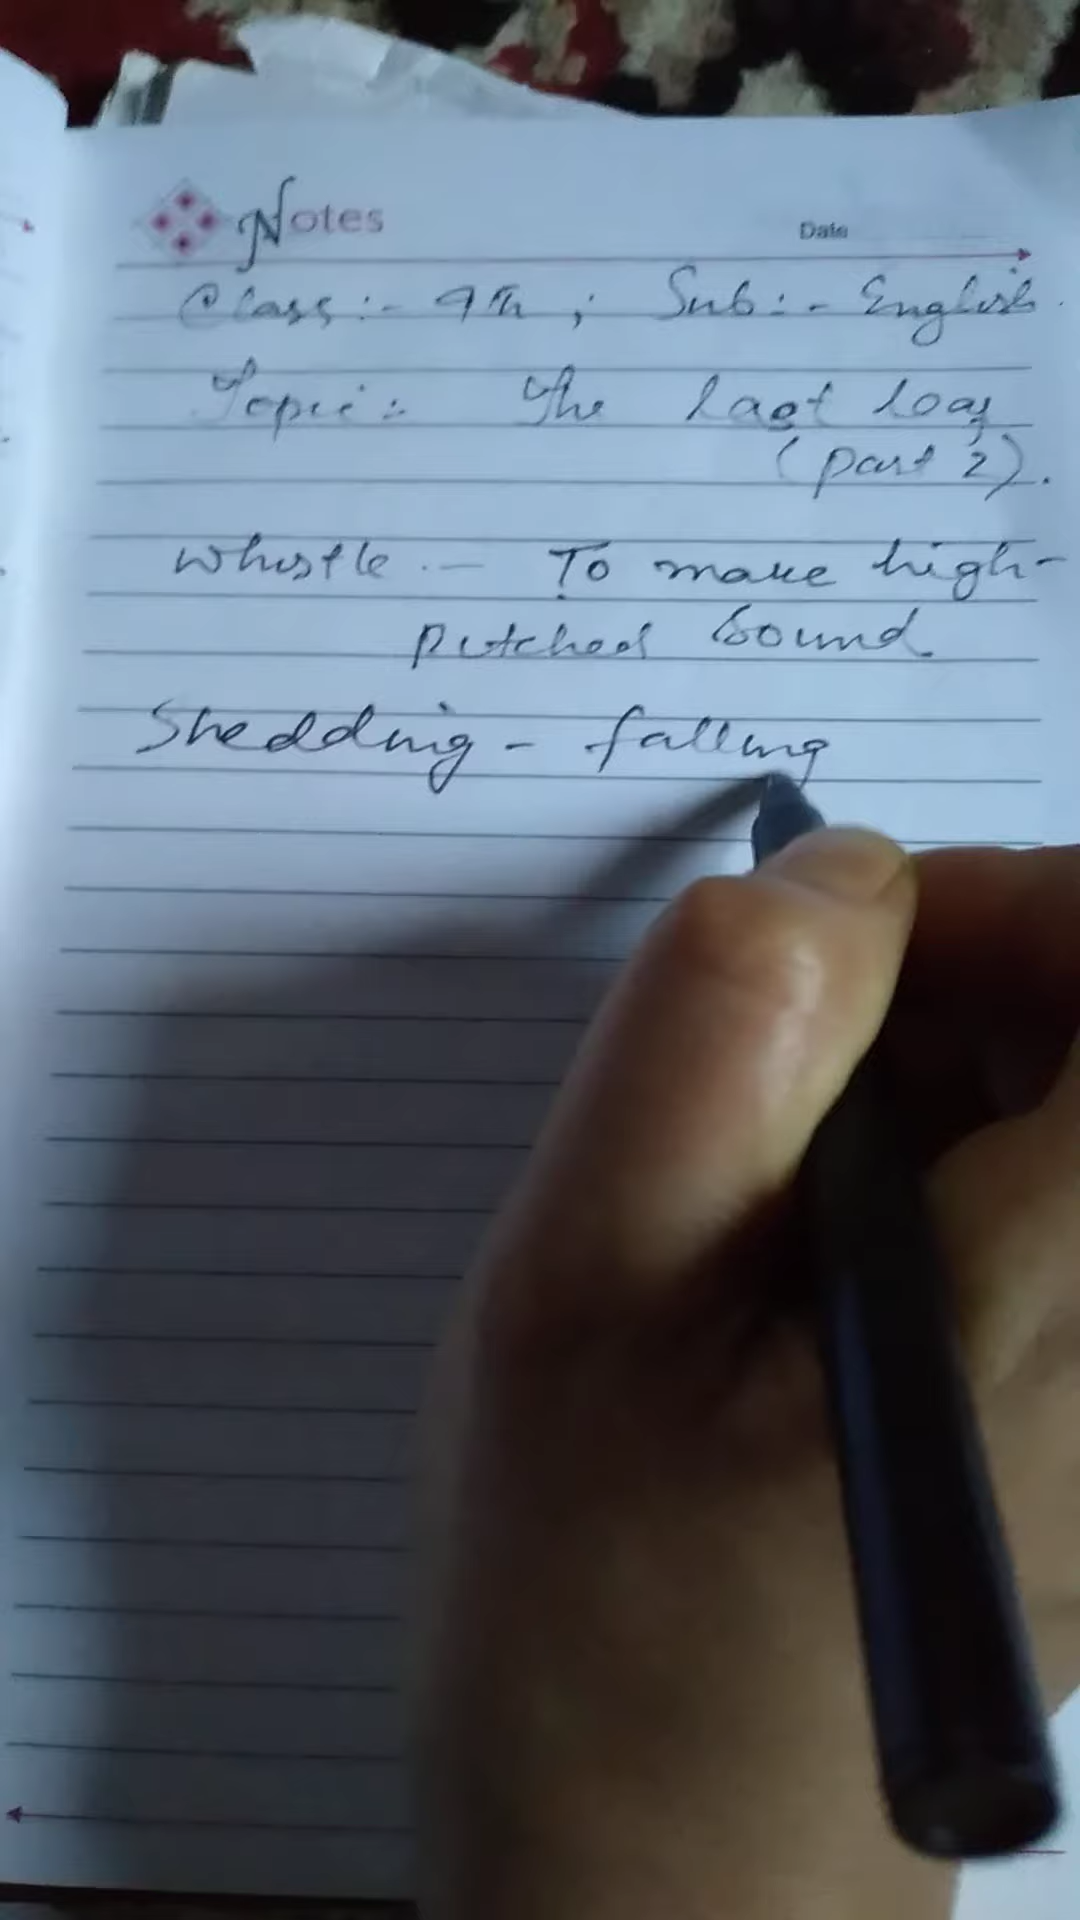 Notes
Date
Class:- 9th ; Sub:- English.
Topic:- The last leaf
(part 2).
Whistle - To make high-
pitched sound
Shedding - falling